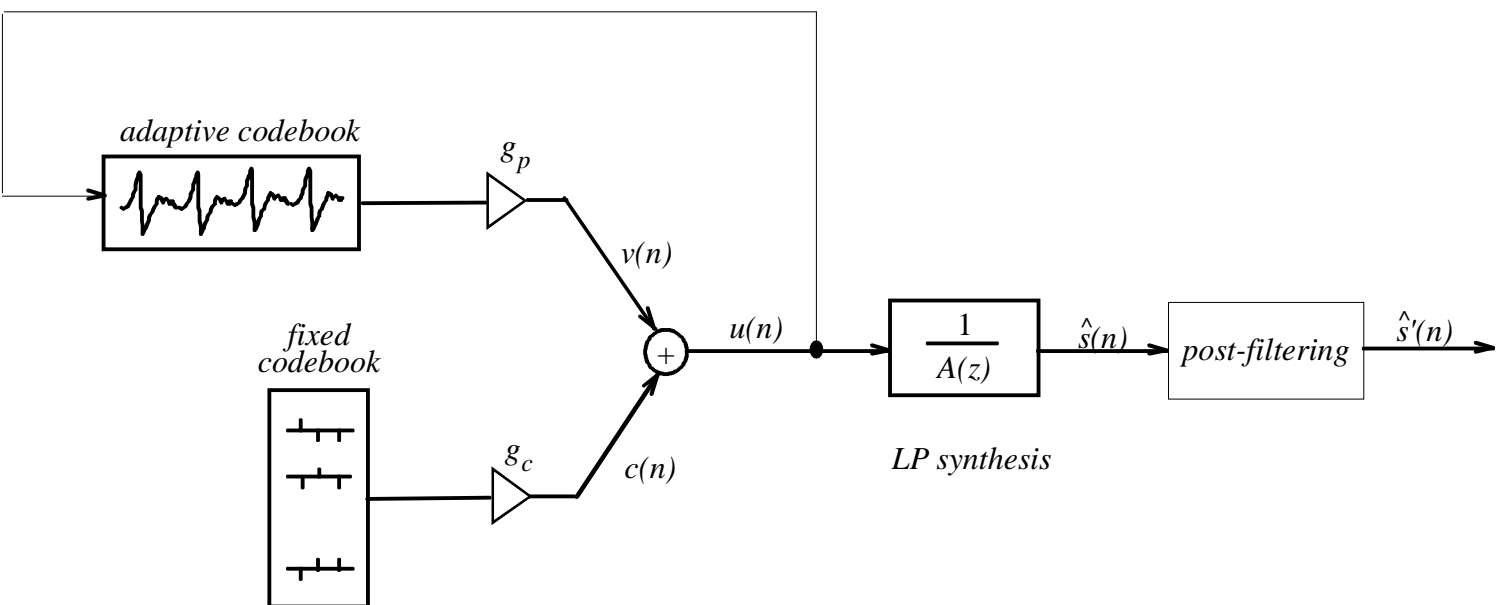 adaptive codebook
g_p
v(n)
fixed
codebook
g_c
c(n)
+
u(n)
1
A(z)
LP synthesis
ŝ(n)
post-filtering
ŝ'(n)